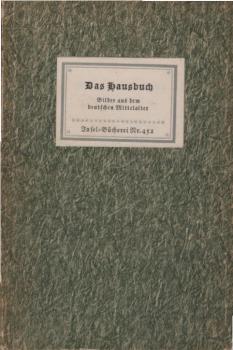 Das Hausbuch
Bilder aus dem
deutschen Mittelalter
Insel-Bücherei Nr. 452